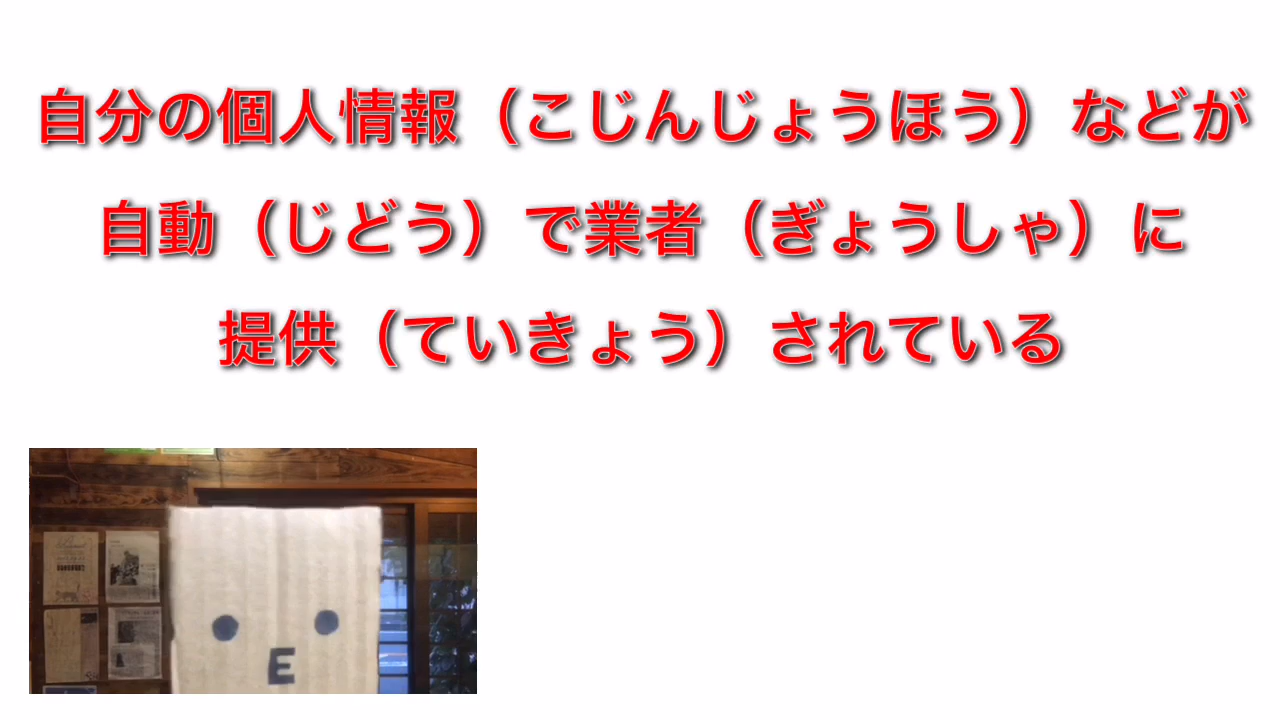 自分の個人情報（こじんじょうほう）などが
自動（じどう）で業者（ぎょうしゃ）に
提供（ていきょう）されている
E